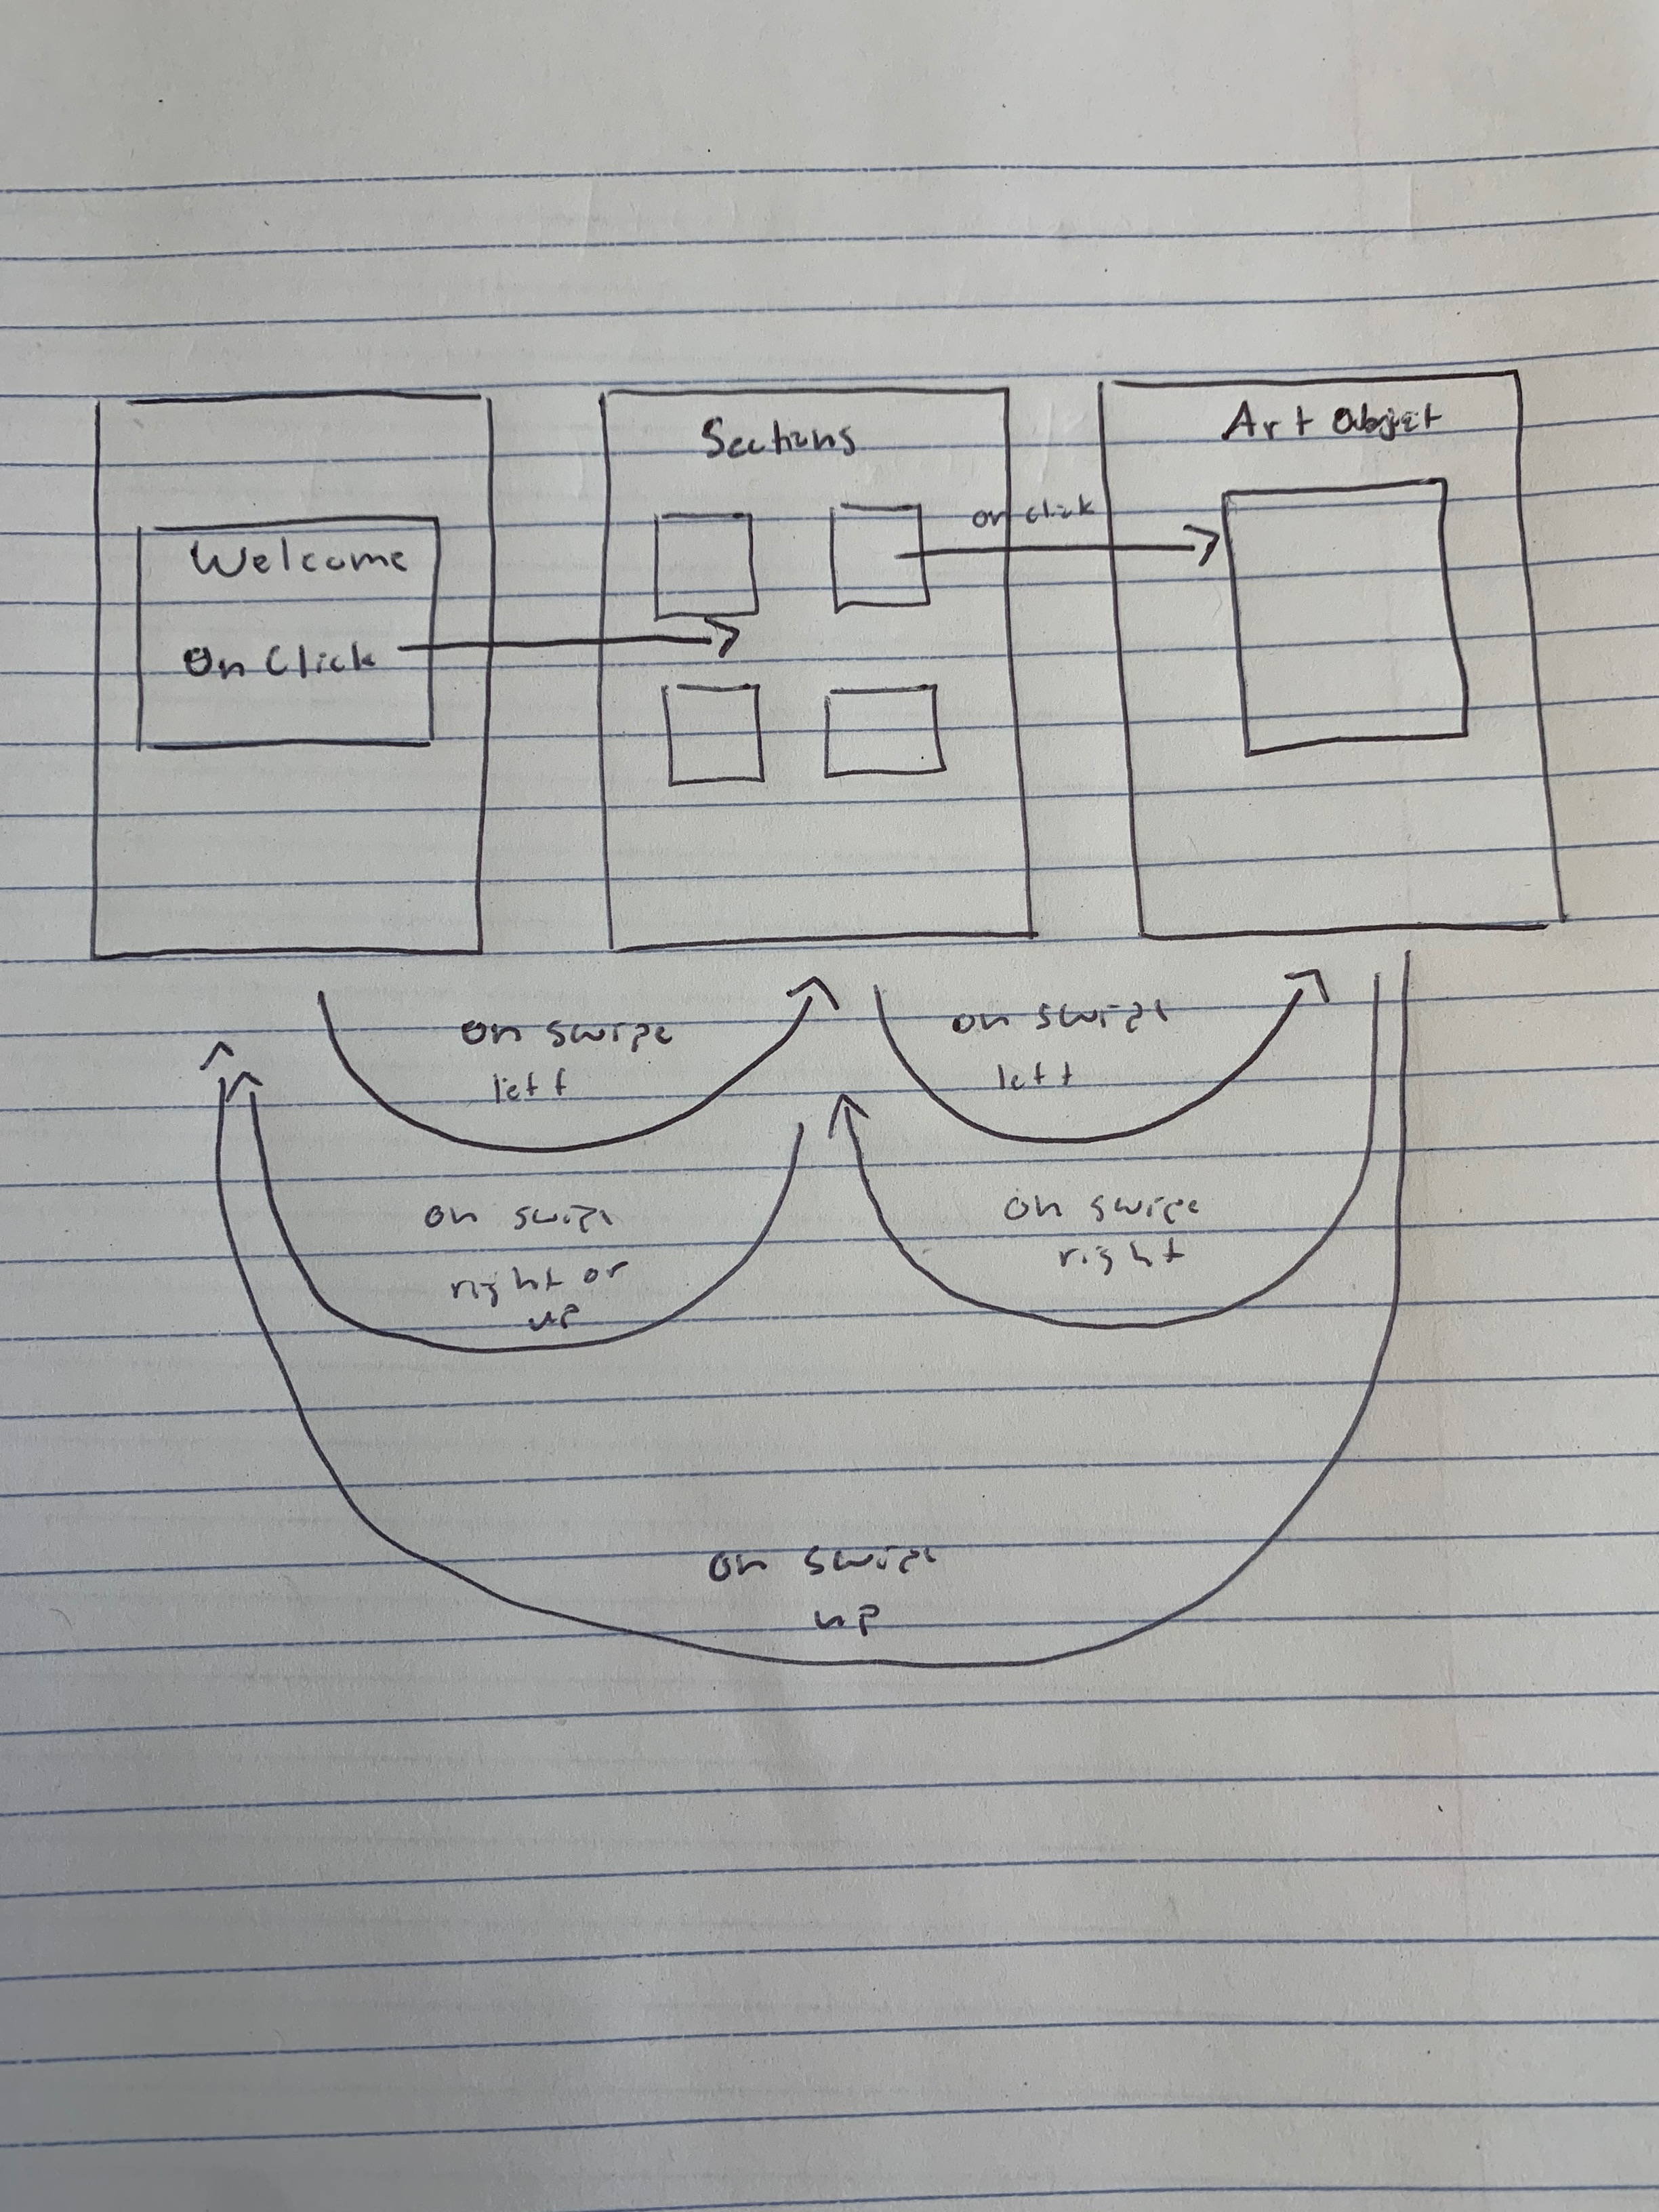 Sections
Art Object
on click
Welcome
On Click
on swipe
left
on swipe
left
on swipe
right or
up
on swipe
right
on swipe
up